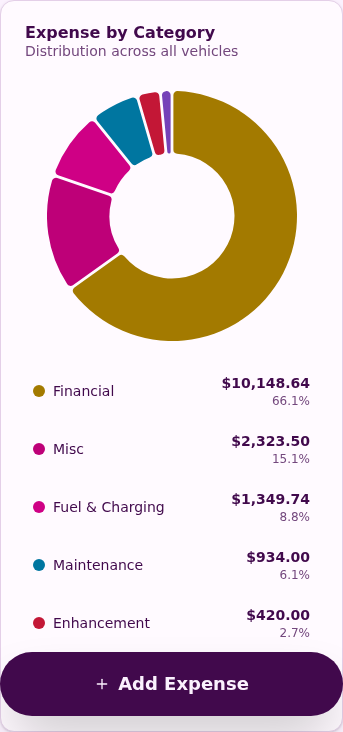 Expense by Category
Distribution across all vehicles
Financial $10,148.64
66.1%
Misc $2,323.50
15.1%
Fuel & Charging $1,349.74
8.8%
Maintenance $934.00
6.1%
Enhancement $420.00
2.7%
+ Add Expense